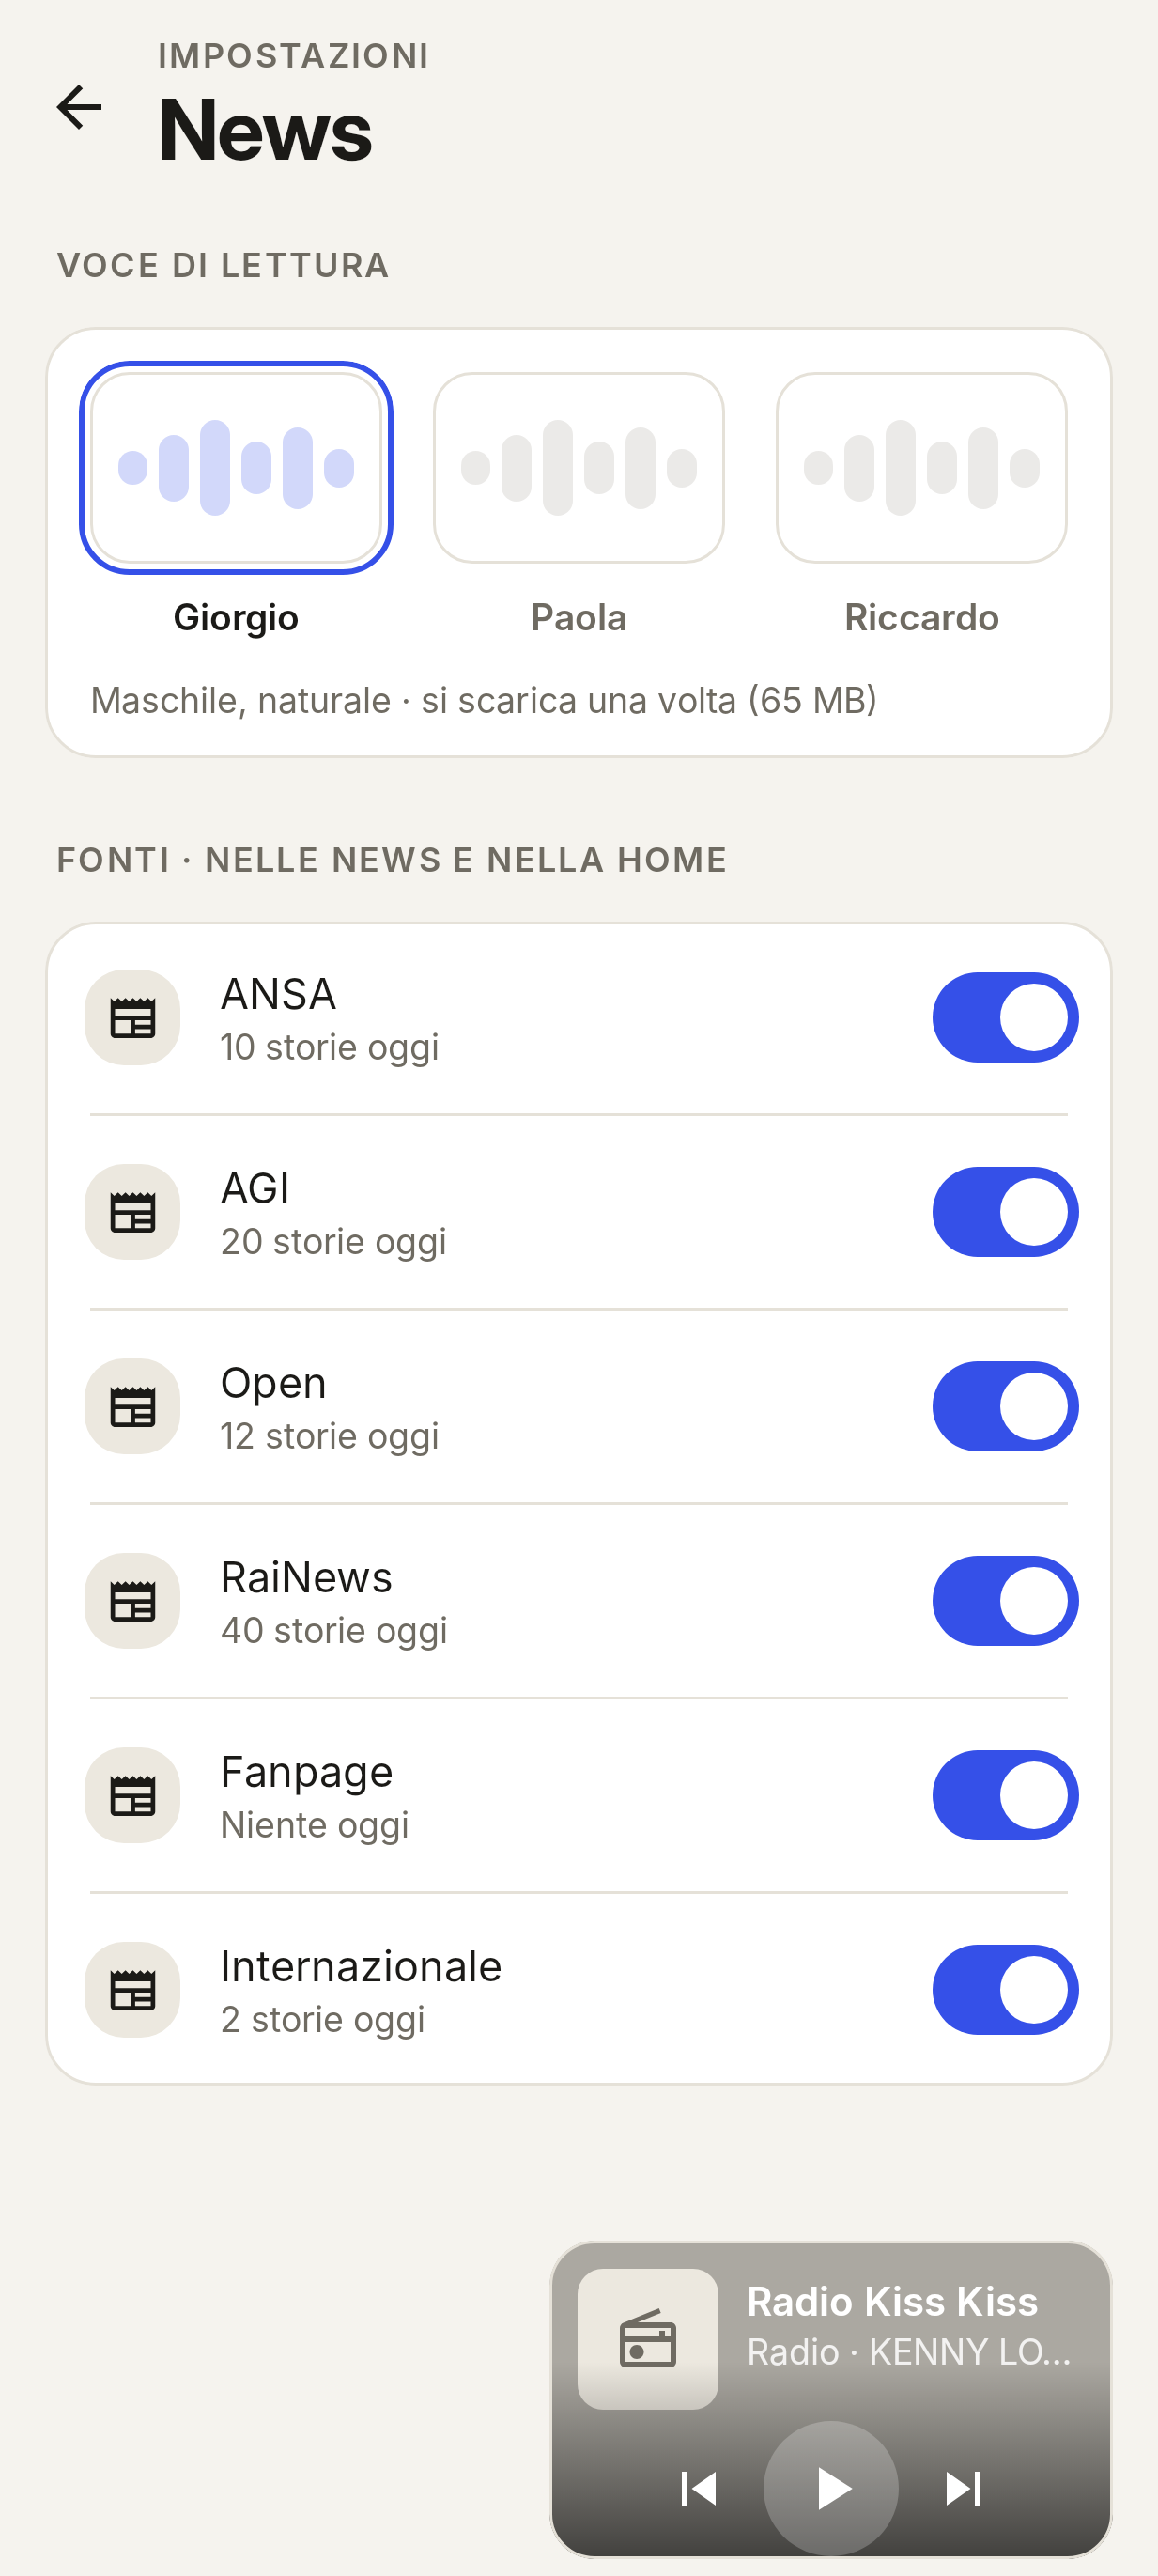 IMPOSTAZIONI
News
VOCE DI LETTURA
Giorgio
Paola
Riccardo
Maschile, naturale · si scarica una volta (65 MB)
FONTI · NELLE NEWS E NELLA HOME
ANSA
10 storie oggi
AGI
20 storie oggi
Open
12 storie oggi
RaiNews
40 storie oggi
Fanpage
Niente oggi
Internazionale
2 storie oggi
Radio Kiss Kiss
Radio · KENNY LO...